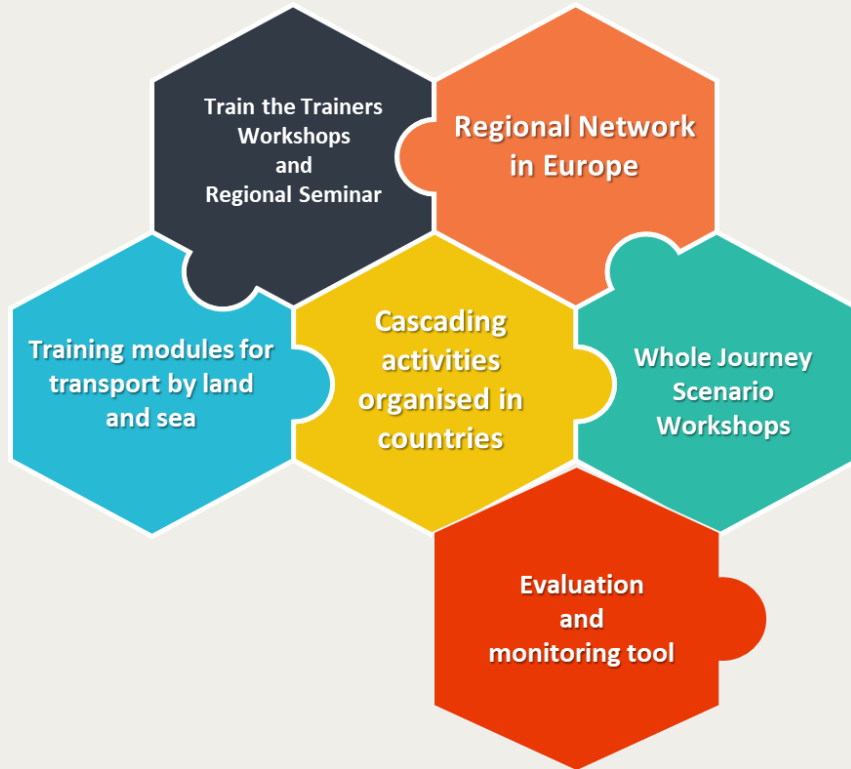 Train the Trainers
Workshops
and
Regional Seminar
Regional Network
in Europe
Training modules for
transport by land
and sea
Cascading
activities
organised in
countries
Whole Journey
Scenario
Workshops
Evaluation
and
monitoring tool